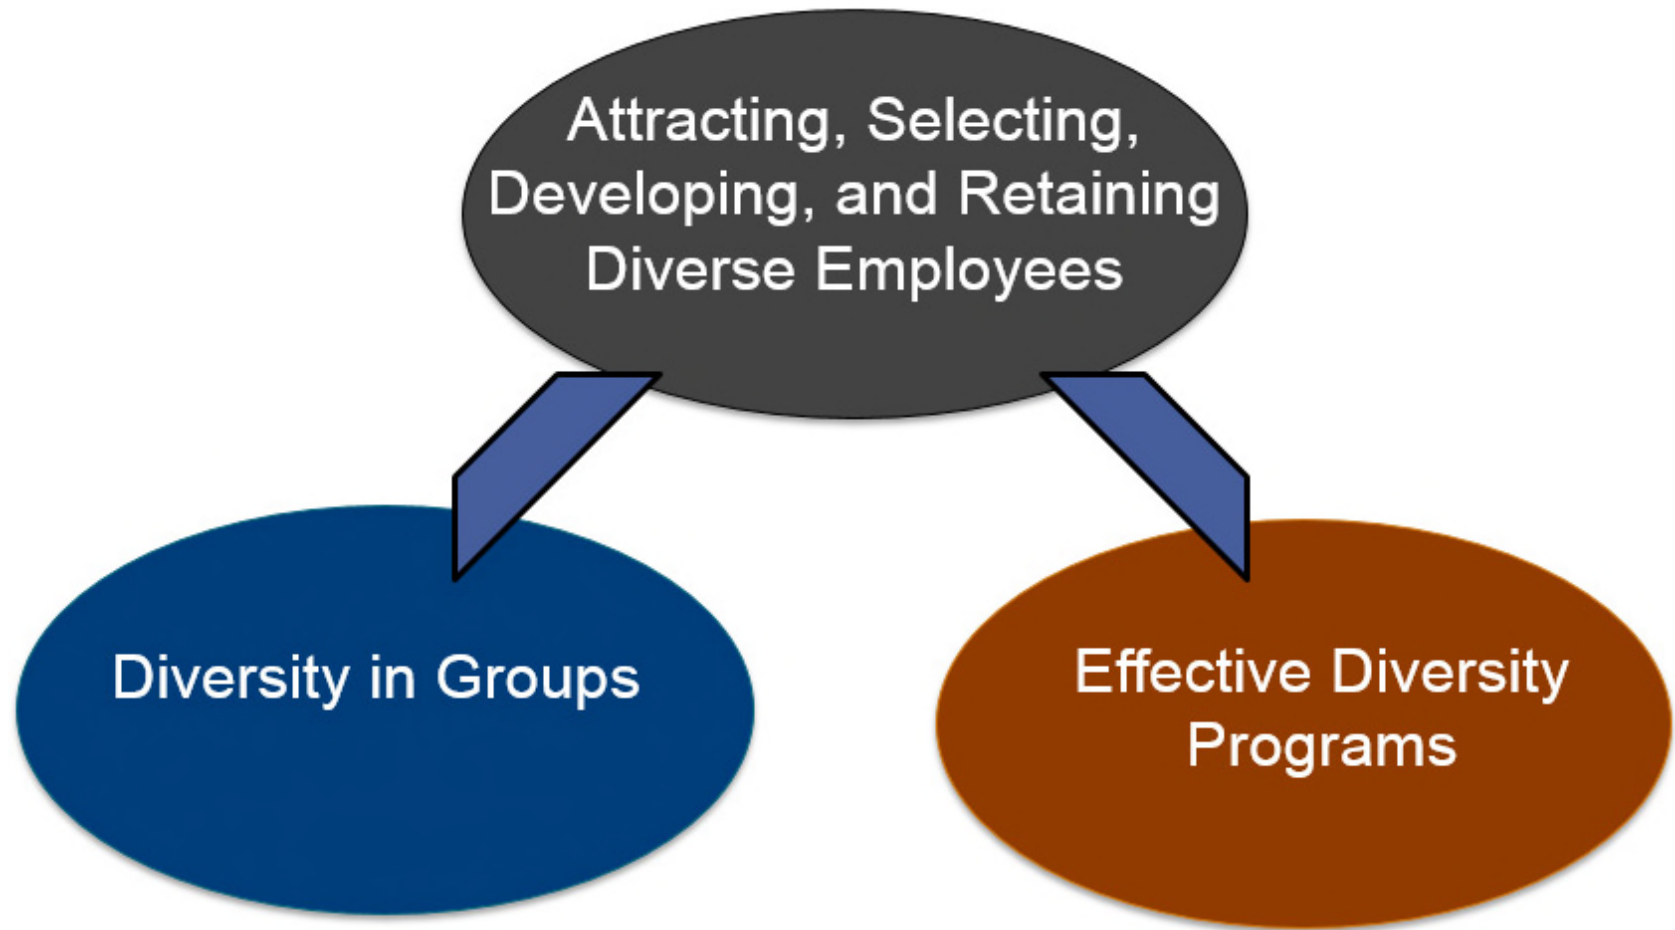 Attracting, Selecting,
Developing, and Retaining
Diverse Employees
Diversity in Groups
Effective Diversity
Programs